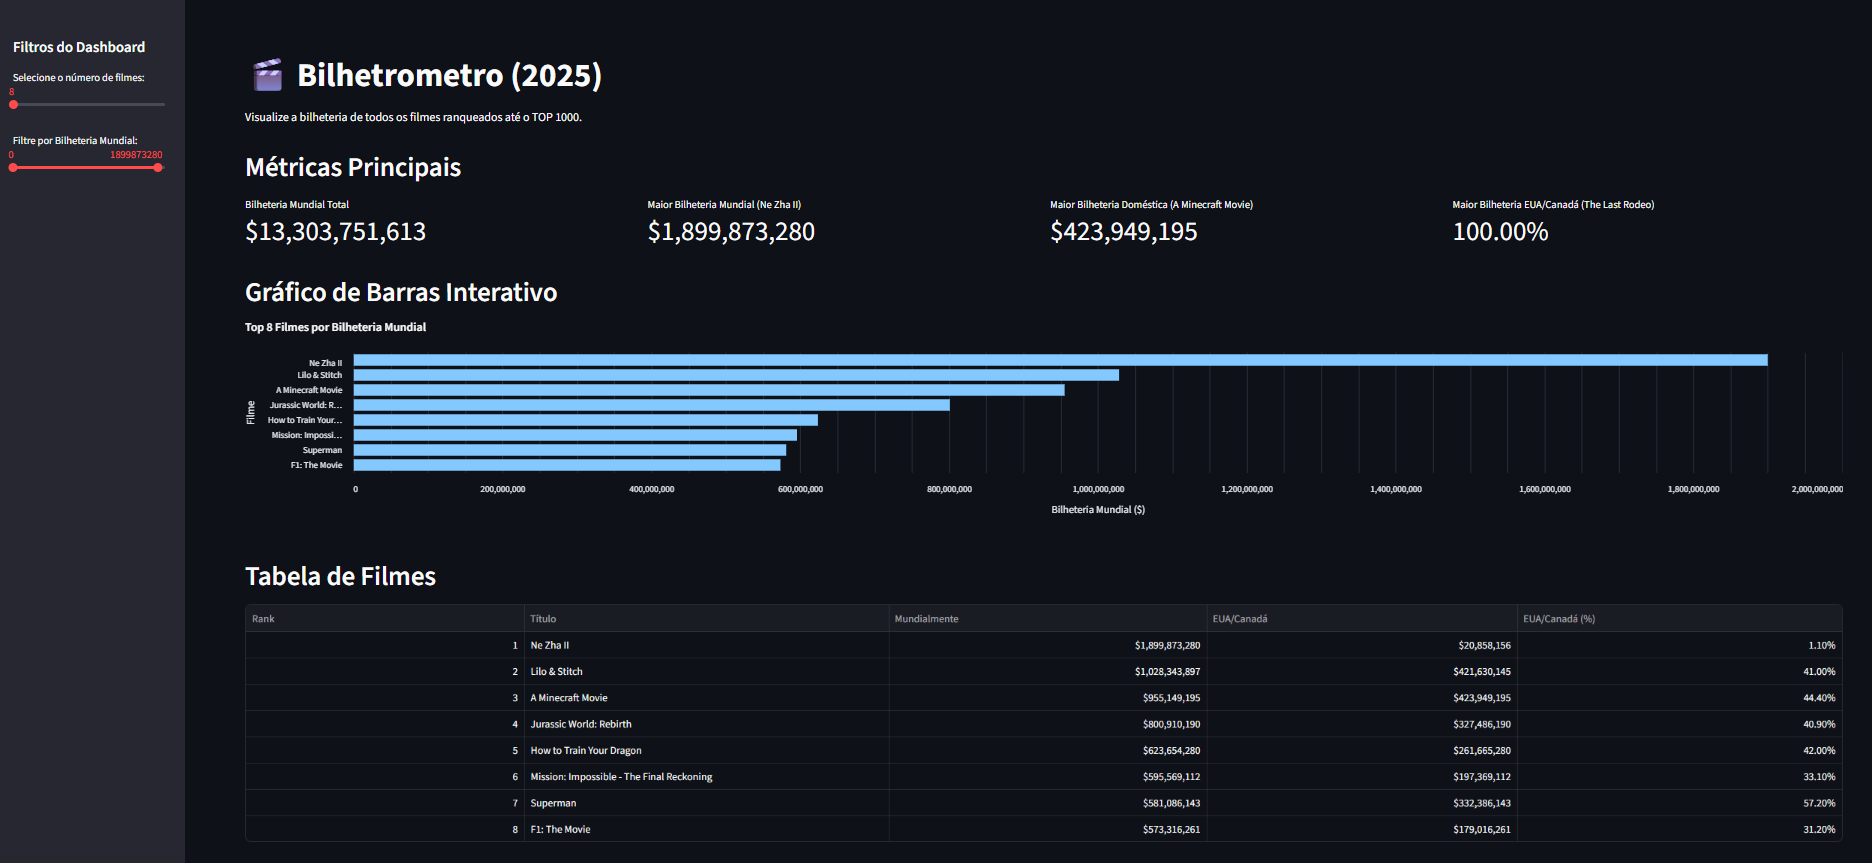 Filtros do Dashboard
Selecione o número de filmes:
8
Filtre por Bilheteria Mundial:
0 1899873280
Bilhetrometro (2025)
Visualize a bilheteria de todos os filmes ranqueados até o TOP 1000.
Métricas Principais
Bilheteria Mundial Total Maior Bilheteria Mundial (Ne Zha II) Maior Bilheteria Doméstica (A Minecraft Movie) Maior Bilheteria EUA/Canadá (The Last Rodeo)
$13,303,751,613 $1,899,873,280 $423,949,195 100.00%
Gráfico de Barras Interativo
Top 8 Filmes por Bilheteria Mundial
Filme
Ne Zha II
Lilo & Stitch
A Minecraft Movie
Jurassic World: R...
How to Train Your...
Mission: Impossi...
Superman
F1: The Movie
0 200,000,000 400,000,000 600,000,000 800,000,000 1,000,000,000 1,200,000,000 1,400,000,000 1,600,000,000 1,800,000,000 2,000,000,000
Bilheteria Mundial ($)
Tabela de Filmes
Rank Título Mundialmente EUA/Canadá EUA/Canadá (%)
1 Ne Zha II $1,899,873,280 $20,858,156 1.10%
2 Lilo & Stitch $1,028,343,897 $421,630,145 41.00%
3 A Minecraft Movie $955,149,195 $423,949,195 44.40%
4 Jurassic World: Rebirth $800,910,190 $327,486,190 40.90%
5 How to Train Your Dragon $623,654,280 $261,665,280 42.00%
6 Mission: Impossible - The Final Reckoning $595,569,112 $197,369,112 33.10%
7 Superman $581,086,143 $332,386,143 57.20%
8 F1: The Movie $573,316,261 $179,016,261 31.20%